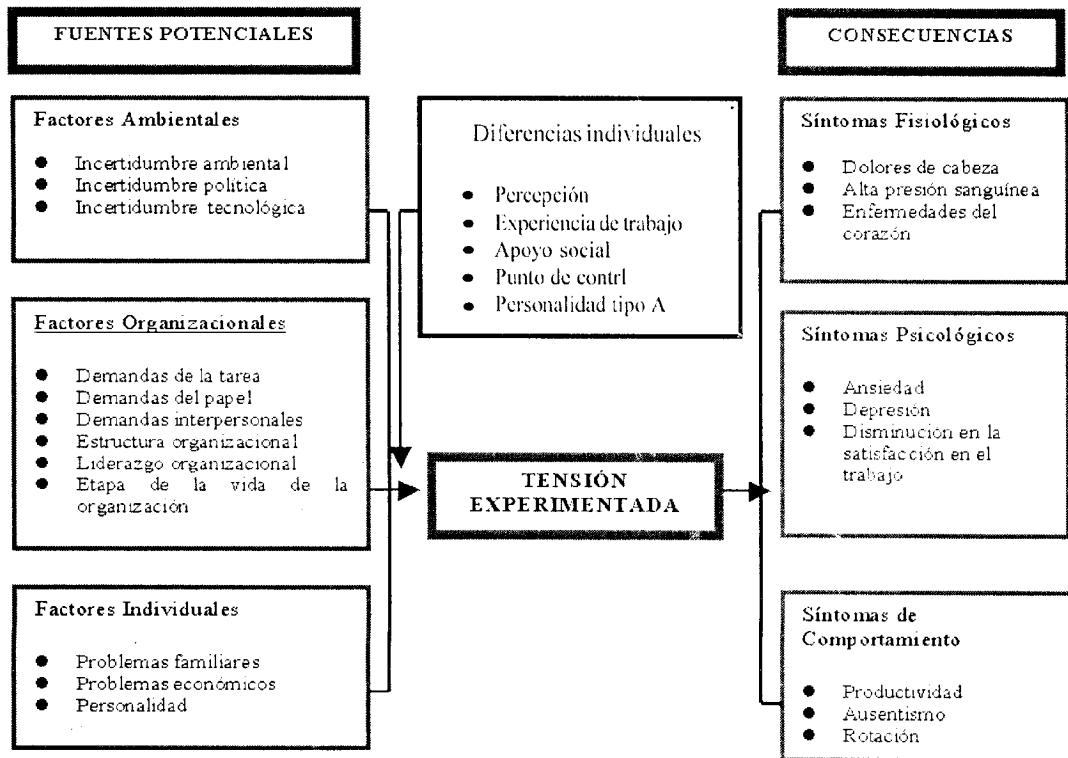 FUENTES POTENCIALES
Factores Ambientales
● Incertidumbre ambiental
● Incertidumbre política
● Incertidumbre tecnológica
Factores Organizacionales
● Demandas de la tarea
● Demandas del papel
● Demandas interpersonales
● Estructura organizacional
● Liderazgo organizacional
● Etapa de la vida de la
organización
Factores Individuales
● Problemas familiares
● Problemas económicos
● Personalidad
Diferencias individuales
● Percepción
● Experiencia de trabajo
● Apoyo social
● Punto de contrl
● Personalidad tipo A
TENSIÓN
EXPERIMENTADA
CONSECUENCIAS
Síntomas Fisiológicos
● Dolores de cabeza
● Alta presión sanguínea
● Enfermedades del
corazón
Síntomas Psicológicos
● Ansiedad
● Depresión
● Disminución en la
satisfacción en el
trabajo
Síntomas de
Comportamiento
● Productividad
● Ausentismo
● Rotación